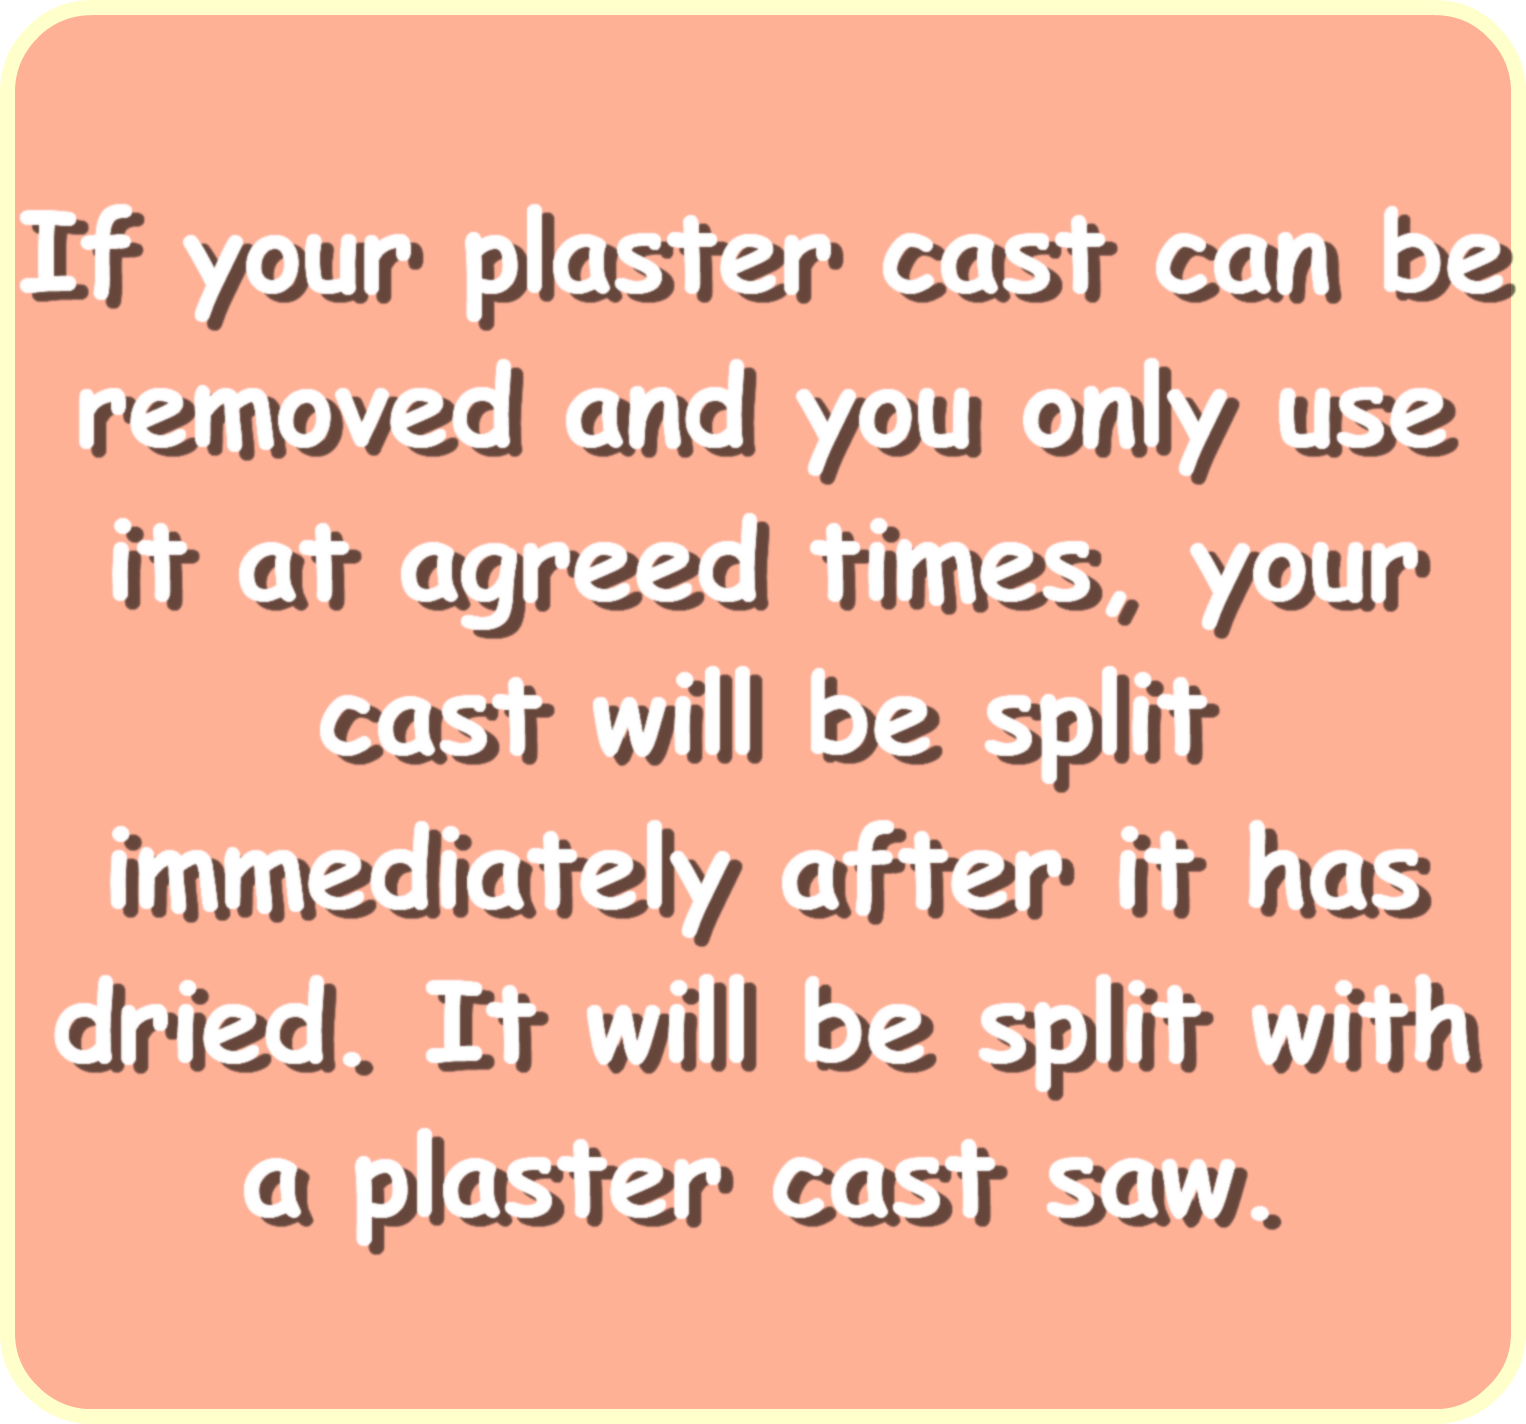 If your plaster cast can be
removed and you only use
it at agreed times, your
cast will be split
immediately after it has
dried. It will be split with
a plaster cast saw.